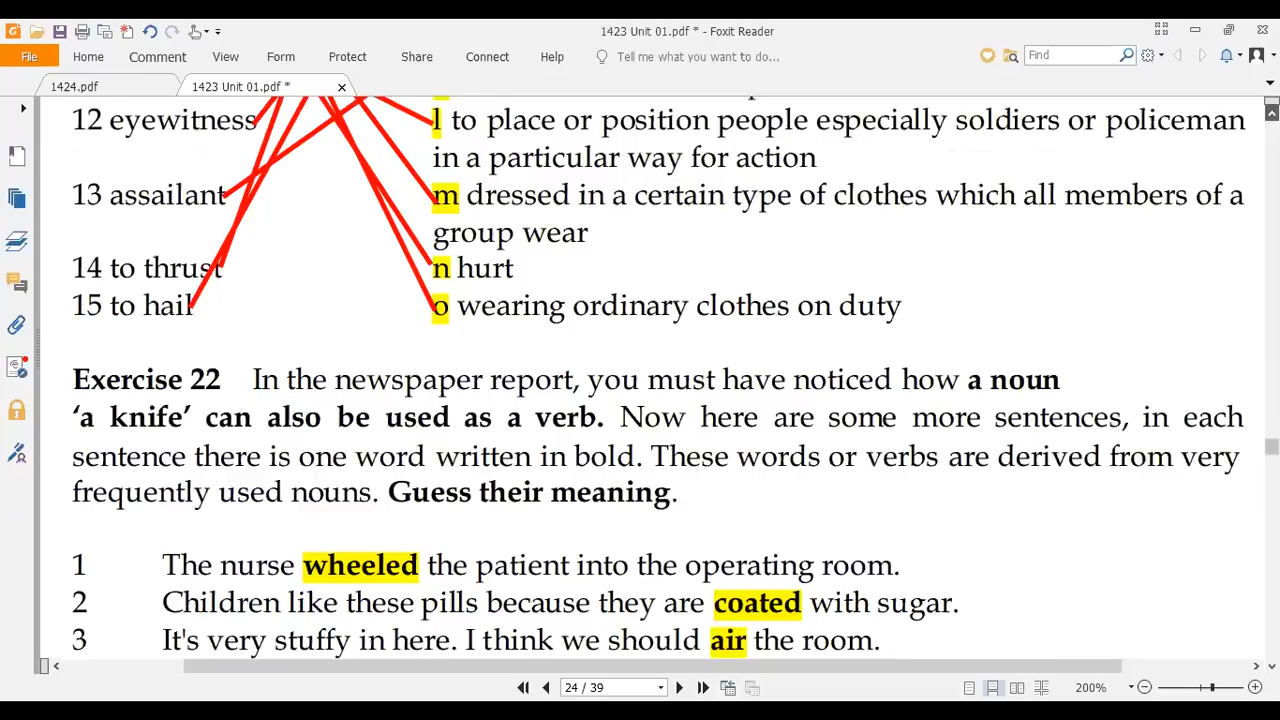 1423 Unit 01.pdf * - Foxit Reader
File Home Comment View Form Protect Share Connect Help Tell me what you want to do... Find
1424.pdf 1423 Unit 01.pdf *
12 eyewitness
l to place or position people especially soldiers or policeman
in a particular way for action
13 assailant
m dressed in a certain type of clothes which all members of a
group wear
14 to thrust
n hurt
15 to hail
o wearing ordinary clothes on duty
Exercise 22 In the newspaper report, you must have noticed how a noun
‘a knife’ can also be used as a verb. Now here are some more sentences, in each
sentence there is one word written in bold. These words or verbs are derived from very
frequently used nouns. Guess their meaning.
1 The nurse wheeled the patient into the operating room.
2 Children like these pills because they are coated with sugar.
3 It's very stuffy in here. I think we should air the room.
24 / 39 200%